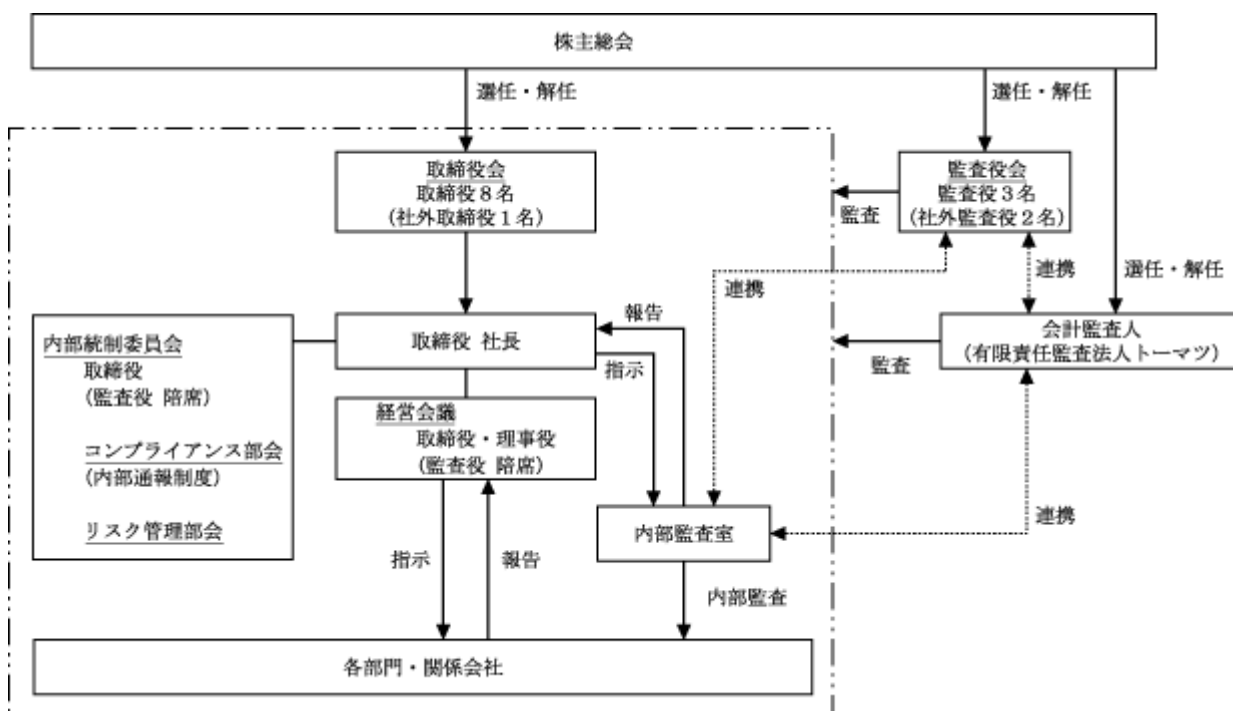 株主総会
選任・解任
選任・解任
取締役会
取締役8名
(社外取締役1名)
監査役会
監査役3名
(社外監査役2名)
監査
連携
連携
選任・解任
報告
内部統制委員会
取締役
(監査役 陪席)
コンプライアンス部会
(内部通報制度)
リスク管理部会
取締役 社長
会計監査人
(有限責任監査法人トーマツ)
指示
監査
経営会議
取締役・理事役
(監査役 陪席)
内部監査室
連携
指示
報告
内部監査
各部門・関係会社